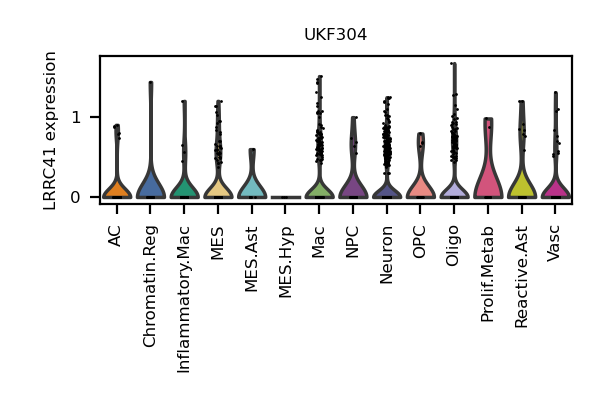 UKF304
LRRC41 expression
1
0
AC
Chromatin.Reg
Inflammatory.Mac
MES
MES.Ast
MES.Hyp
Mac
NPC
Neuron
OPC
Oligo
Prolif.Metab
Reactive.Ast
Vasc